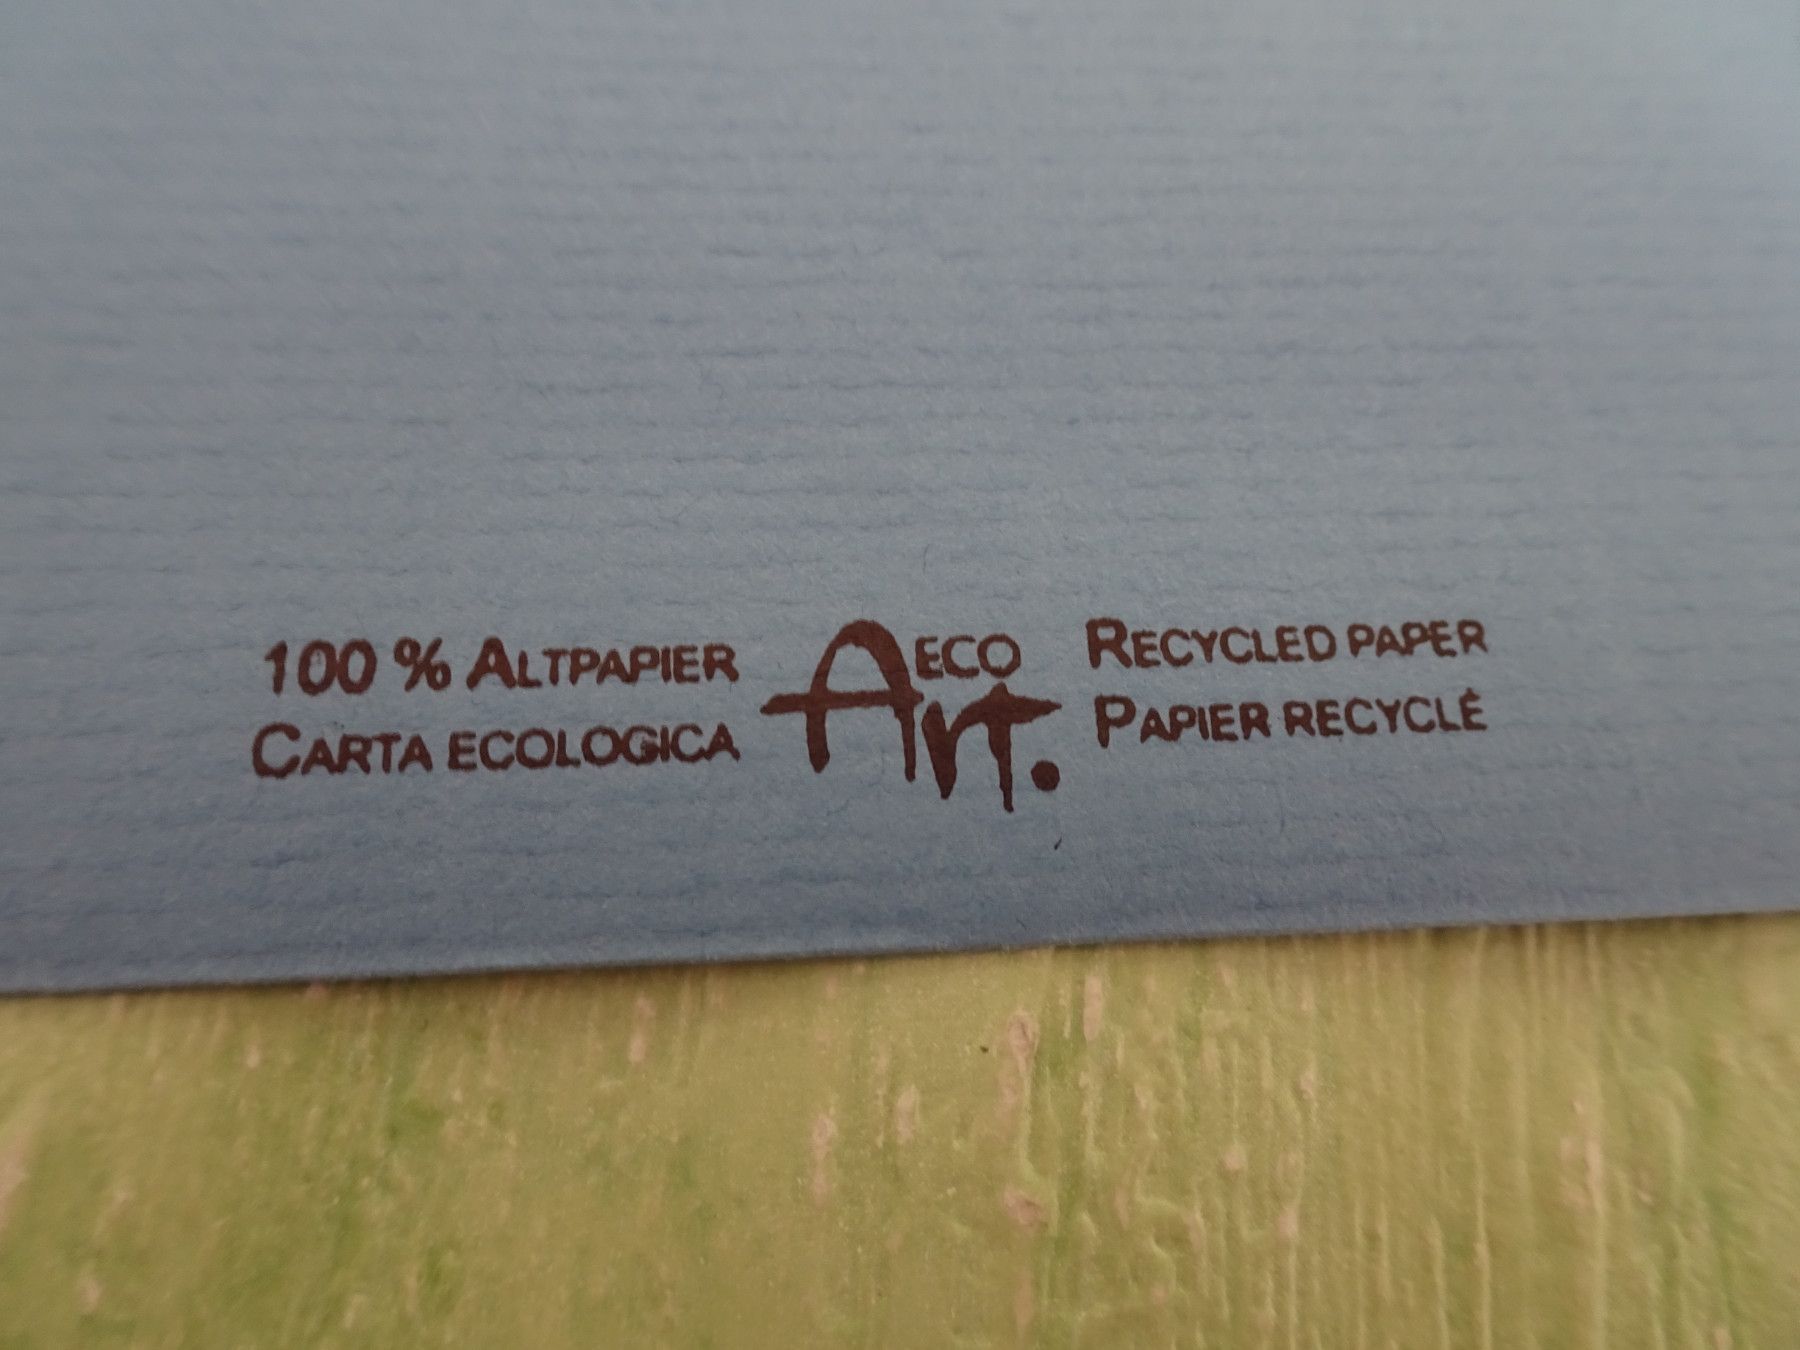 100 % ALTPAPIER
CARTA ECOLOGICA
ECO
Art.
RECYCLED PAPER
PAPIER RECYCLÉ